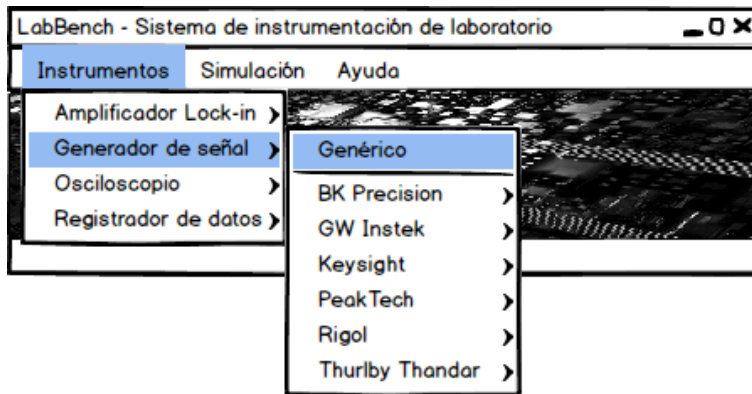 LabBench - Sistema de instrumentación de laboratorio
Instrumentos Simulación Ayuda
Amplificador Lock-in
Generador de señal
Osciloscopio
Registrador de datos
Genérico
BK Precision
GW Instek
Keysight
PeakTech
Rigol
Thurlby Thandar